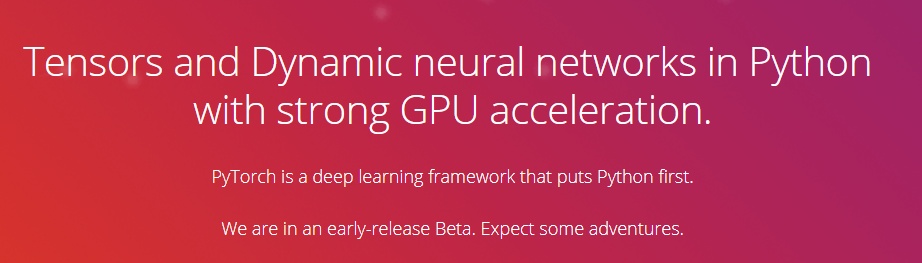 Tensors and Dynamic neural networks in Python
with strong GPU acceleration.
PyTorch is a deep learning framework that puts Python first.
We are in an early-release Beta. Expect some adventures.